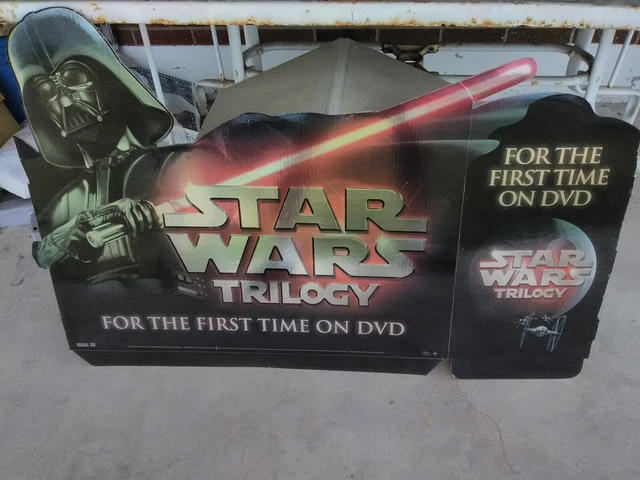 STAR
WARS
TRILOGY
FOR THE FIRST TIME ON DVD
FOR THE
FIRST TIME
ON DVD
STAR
WARS
TRILOGY